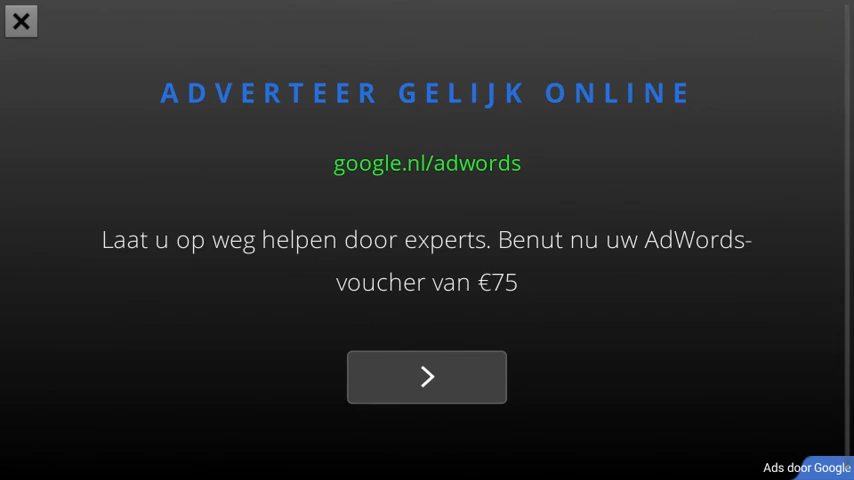 ADVERTEER GELIJK ONLINE
google.nl/adwords
Laat u op weg helpen door experts. Benut nu uw AdWords-
voucher van €75
Ads door Google